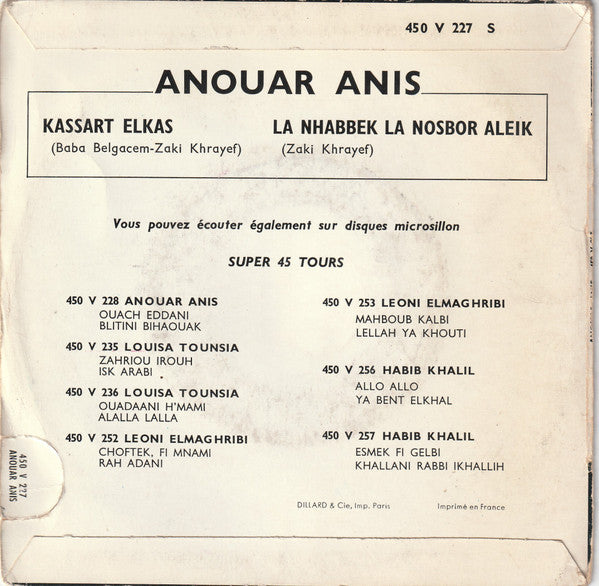 450 V 227 S
ANOUAR ANIS
KASSART ELKAS
(Baba Belgacem-Zaki Khrayef)
LA NHABBEK LA NOSBOR ALEIK
(Zaki Khrayef)
Vous pouvez écouter également sur disques microsillon
SUPER 45 TOURS
450 V 228 ANOUAR ANIS
OUACH EDDANI
BLITINI BIHAOUAK
450 V 235 LOUISA TOUNSIA
ZAHRIOU IROUH
ISK ARABI
450 V 236 LOUISA TOUNSIA
OUADAANI H'MAMI
ALALLA LALLA
450 V 252 LEONI ELMAGHRIBI
CHOFTEK, FI MNAMI
RAH ADANI
450 V 253 LEONI ELMAGHRIBI
MAHBOUB KALBI
LELLAH YA KHOUTI
450 V 256 HABIB KHALIL
ALLO ALLO
YA BENT ELKHAL
450 V 257 HABIB KHALIL
ESMEK FI GELBI
KHALLANI RABBI IKHALLIH
450 V 227
ANOUAR ANIS
DILLARD & Cie, Imp. Paris
Imprimé en France